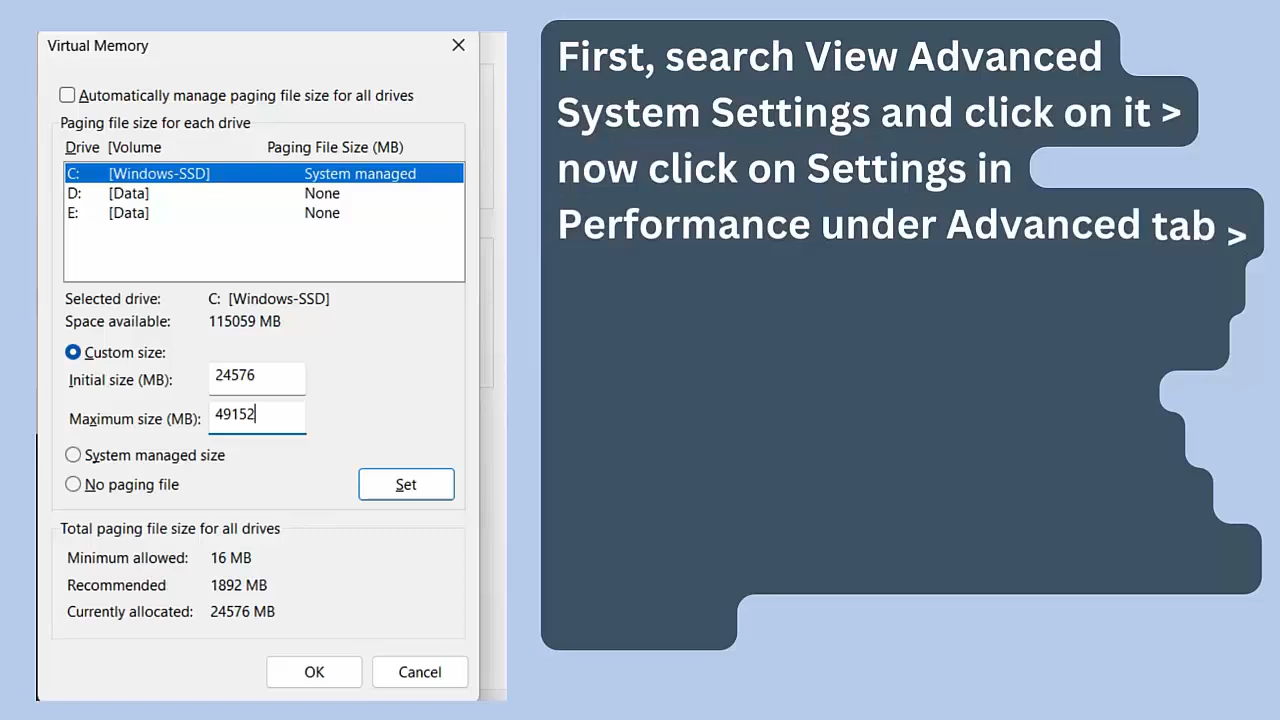 Virtual Memory
Automatically manage paging file size for all drives
Paging file size for each drive
Drive [Volume Paging File Size (MB)
C: [Windows-SSD] System managed
D: [Data] None
E: [Data] None
Selected drive: C: [Windows-SSD]
Space available: 115059 MB
Custom size:
Initial size (MB): 24576
Maximum size (MB): 49152
System managed size
No paging file Set
Total paging file size for all drives
Minimum allowed: 16 MB
Recommended 1892 MB
Currently allocated: 24576 MB
OK Cancel
First, search View Advanced
System Settings and click on it >
now click on Settings in
Performance under Advanced tab >